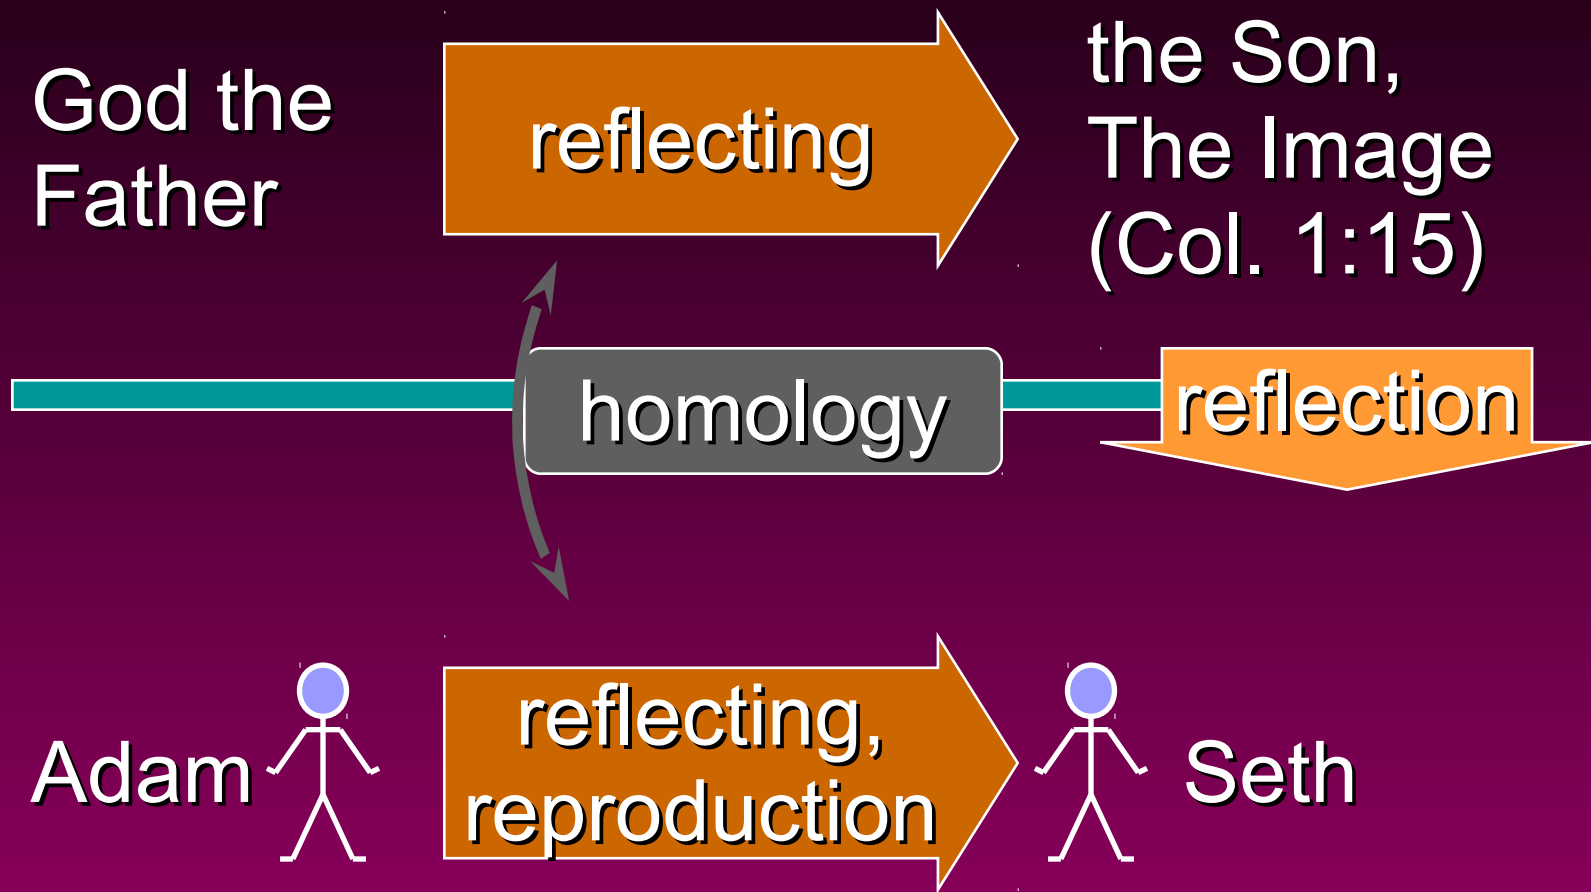 God the
Father
reflecting
the Son,
The Image
(Col. 1:15)
homology
reflection
Adam
reflecting,
reproduction
Seth